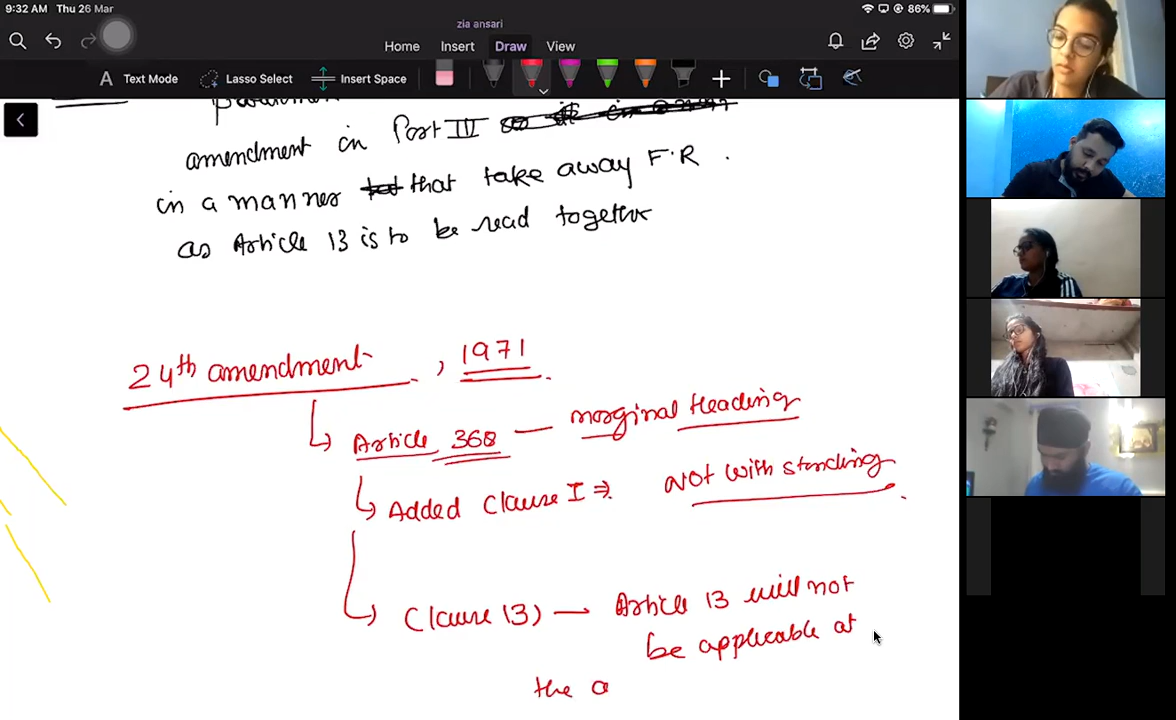 9:32 AM Thu 26 Mar
86%
zia ansari
Home Insert Draw View
Text Mode Lasso Select Insert Space
amendment in Part III
in a manner that take away F.R.
as Article 13 is to be read together
24th amendment, 1971.
Article 368 — marginal Heading
Added Clause I ⇒ Not with standing.
Clause 13) — Article 13 will not
be applicable at
the a